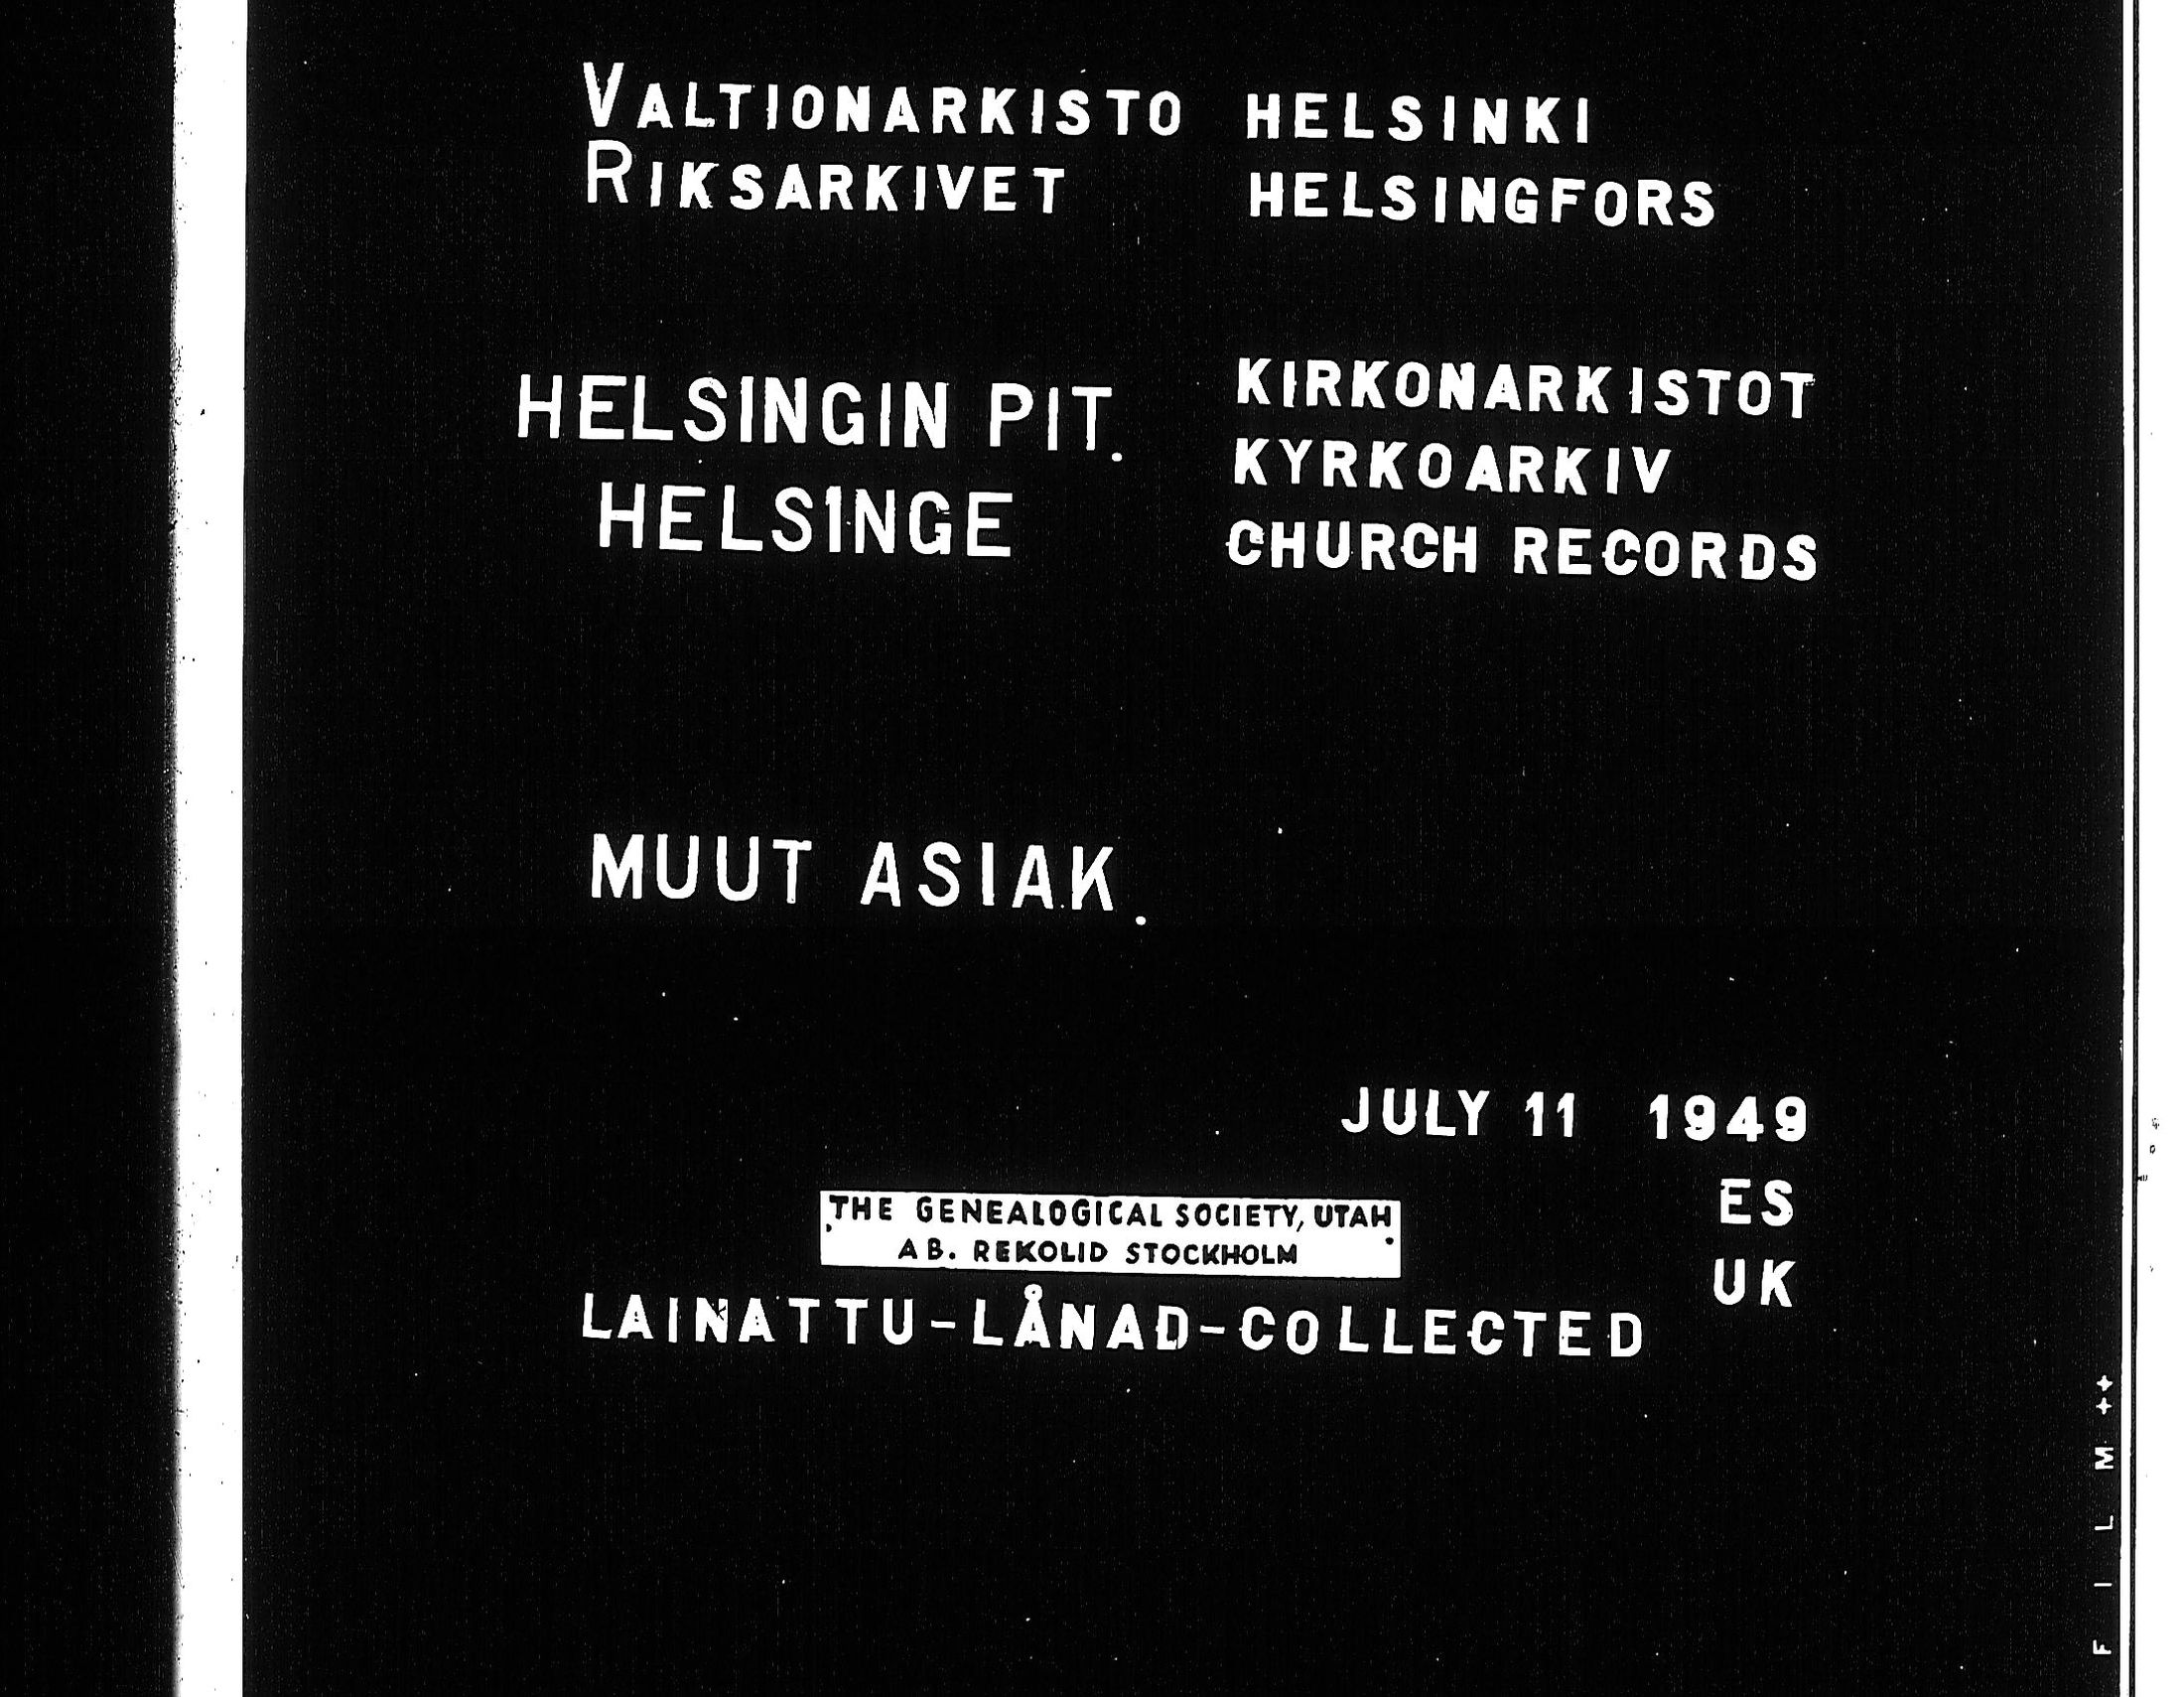 VALTIONARKISTO HELSINKI
RIKSARKIVET HELSINGFORS
HELSINGIN PIT.
HELSINGE
KIRKONARKISTOT
KYRKOARKIV
CHURCH RECORDS
MUUT ASIAK.
JULY 11 1949
ES
UK
THE GENEALOGICAL SOCIETY, UTAH
AB. REKOLID STOCKHOLM
LAINATTU-LÅNAD-COLLECTED
FILM ++